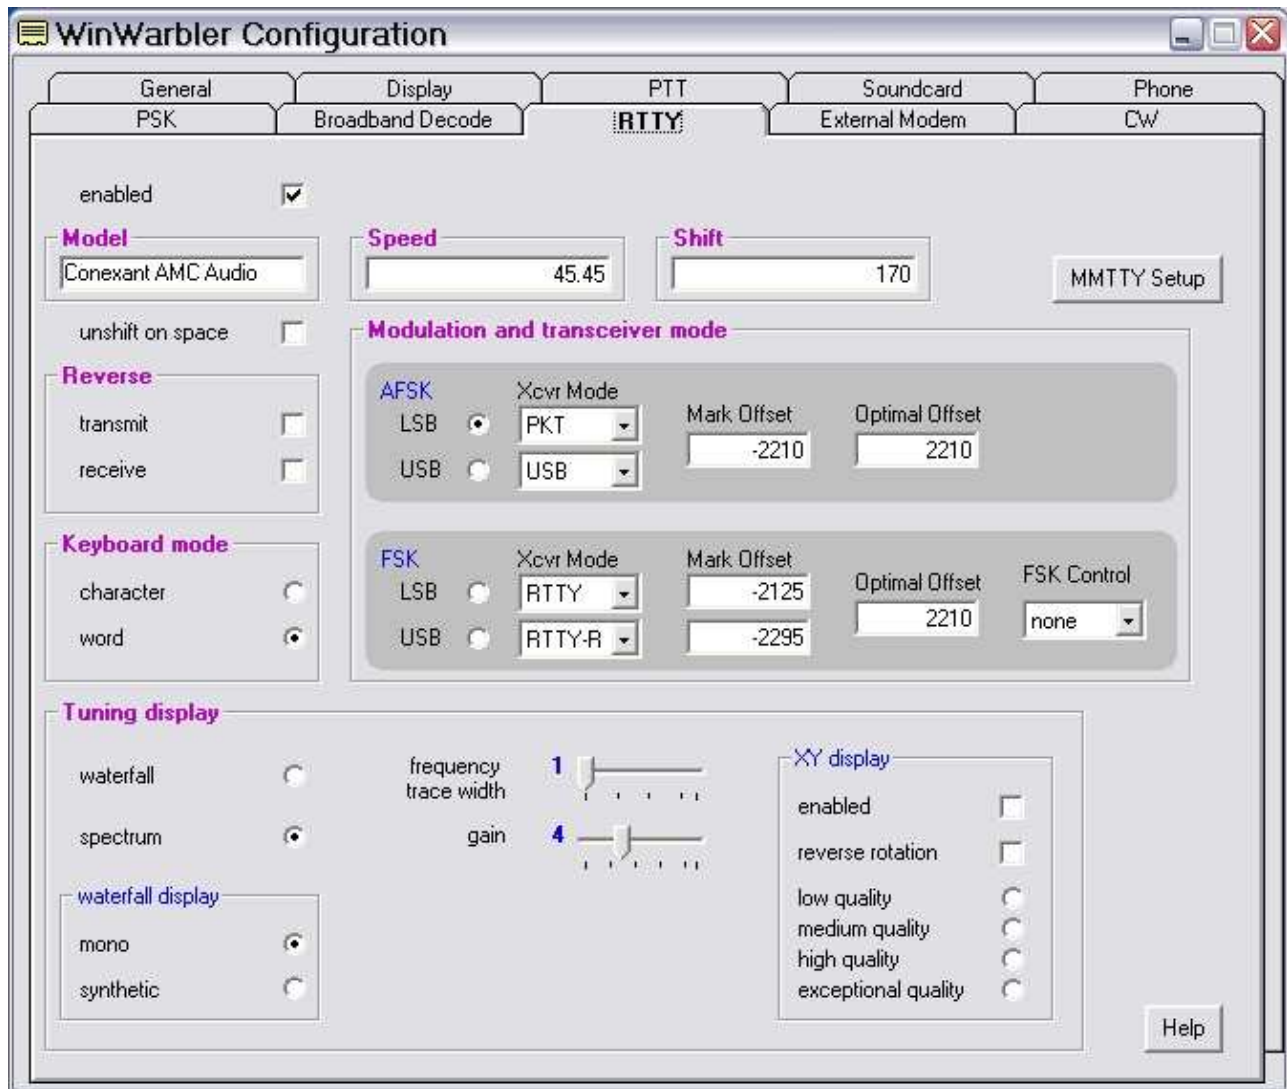 WinWarbler Configuration
General Display PTT Soundcard Phone
PSK Broadband Decode RTTY External Modem CW
enabled
Model Speed Shift
Conexant AMC Audio 45.45 170 MMTTY Setup
unshift on space
Modulation and transceiver mode
Reverse
transmit
receive
AFSK Xcvr Mode Mark Offset Optimal Offset
LSB PKT -2210 2210
USB USB
Keyboard mode
character
word
FSK Xcvr Mode Mark Offset Optimal Offset FSK Control
LSB RTTY -2125 2210 none
USB RTTY-R -2295
Tuning display
waterfall
spectrum
frequency trace width 1
gain 4
waterfall display
mono
synthetic
XY display
enabled
reverse rotation
low quality
medium quality
high quality
exceptional quality
Help